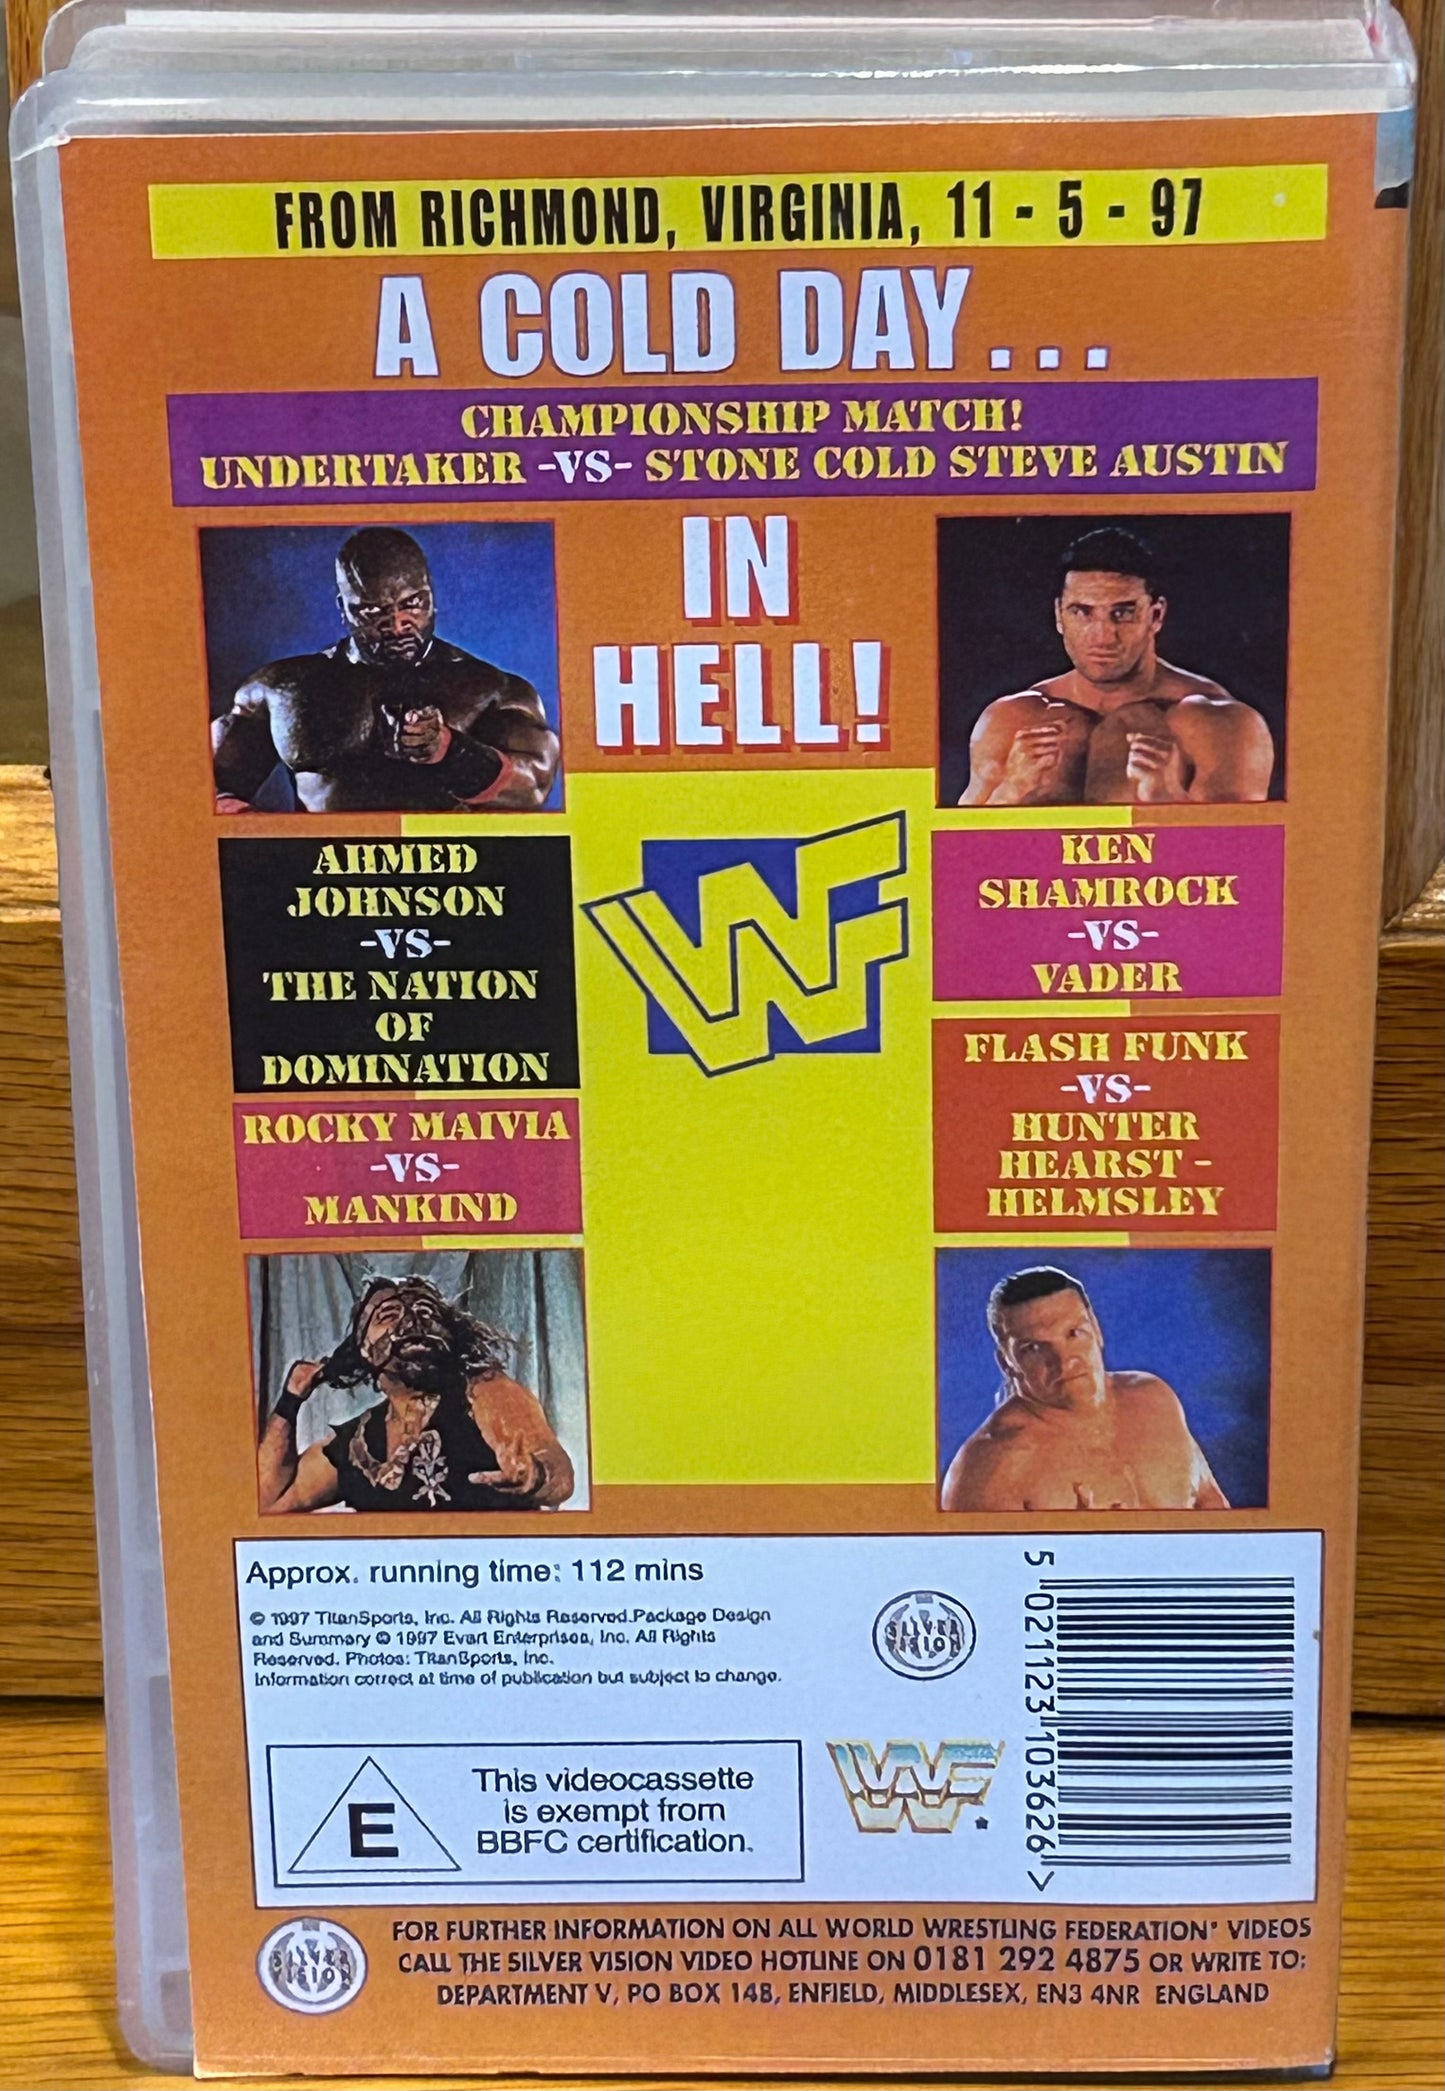 FROM RICHMOND, VIRGINIA, 11 - 5 - 97
A COLD DAY...
CHAMPIONSHIP MATCH!
UNDERTAKER -VS- STONE COLD STEVE AUSTIN
IN
HELL!
AHMED
JOHNSON
-VS-
THE NATION
OF
DOMINATION
ROCKY MAIVIA
-VS-
MANKIND
WWF
KEN
SHAMROCK
-VS-
VADER
FLASH FUNK
-VS-
HUNTER
HEARST -
HELMSLEY
Approx. running time: 112 mins
© 1997 TitanSports, Inc. All Rights Reserved.Package Design
and Summary © 1997 Evart Enterprises, Inc. All Rights
Reserved. Photos: TitanSports, Inc.
Information correct at time of publication but subject to change.
SILVER
VISION
5 021123 103626 >
E
This videocassette
is exempt from
BBFC certification.
WWF
SILVER
VISION
FOR FURTHER INFORMATION ON ALL WORLD WRESTLING FEDERATION® VIDEOS
CALL THE SILVER VISION VIDEO HOTLINE ON 0181 292 4875 OR WRITE TO:
DEPARTMENT V, PO BOX 148, ENFIELD, MIDDLESEX, EN3 4NR ENGLAND